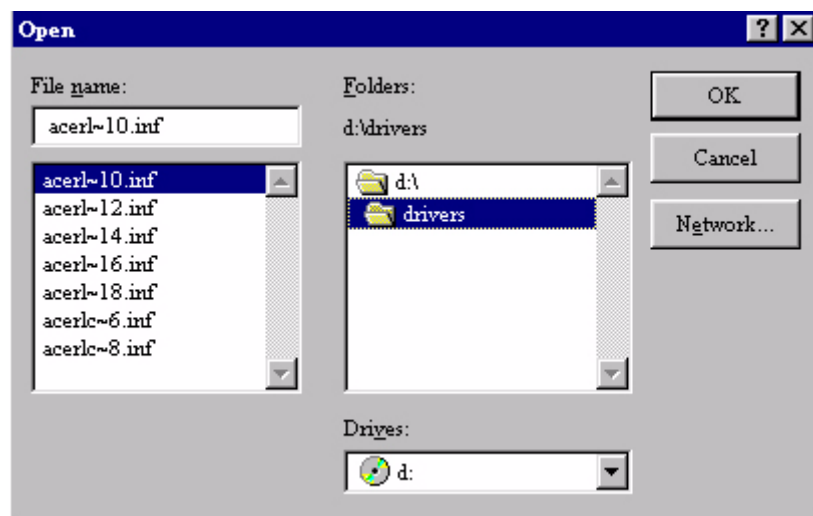 Open
File name:
acerl~10.inf
acerl~10.inf
acerl~12.inf
acerl~14.inf
acerl~16.inf
acerl~18.inf
acerlc~6.inf
acerlc~8.inf
Folders:
d:\drivers
d:\
drivers
Drives:
d:
OK
Cancel
Network...